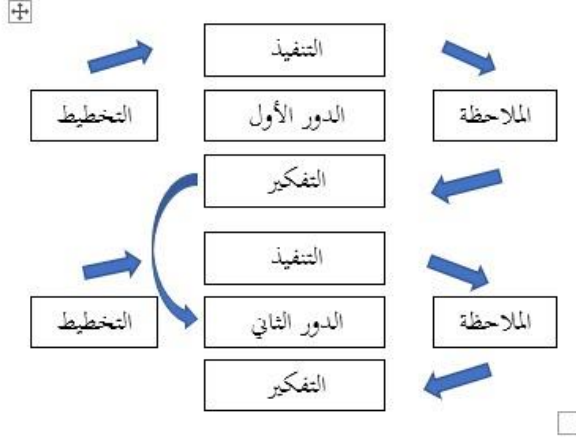 التنفيذ
الملاحظة
الدور الأول
التخطيط
التفكير
التنفيذ
الملاحظة
الدور الثاني
التخطيط
التفكير